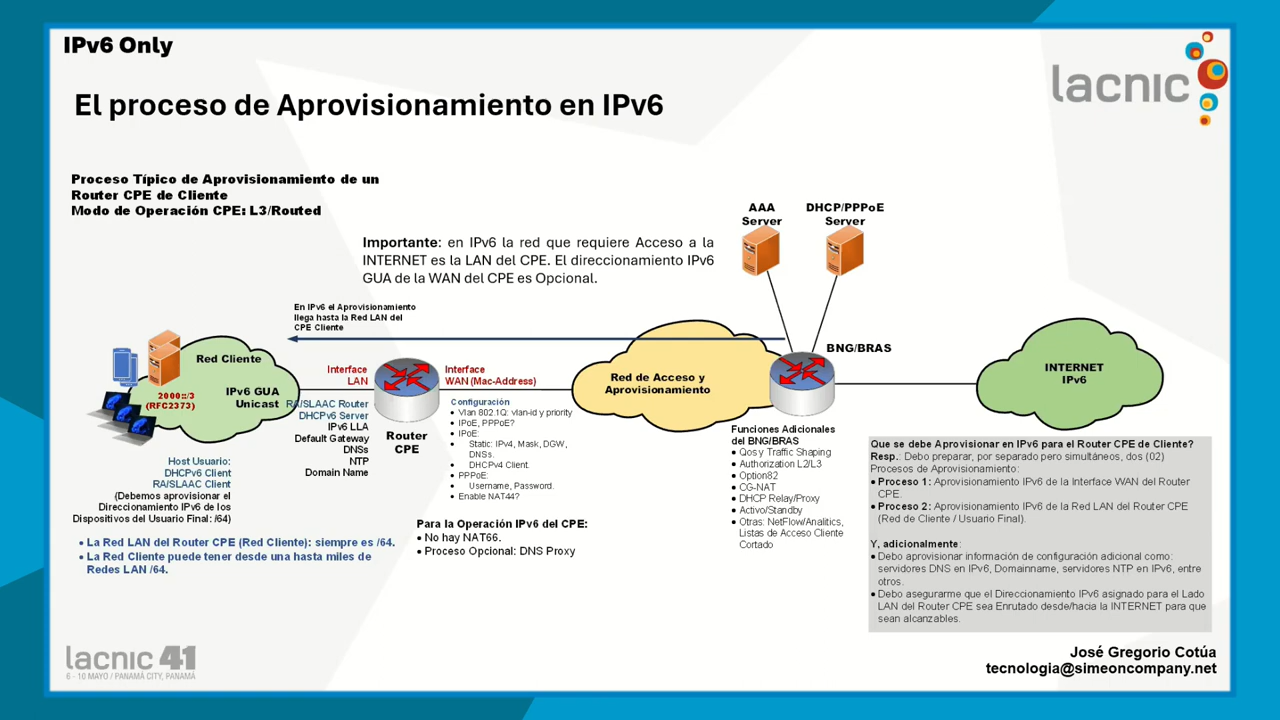 IPv6 Only
lacnic
El proceso de Aprovisionamiento en IPv6
Proceso Típico de Aprovisionamiento de un
Router CPE de Cliente
Modo de Operación CPE: L3/Routed
Importante: en IPv6 la red que requiere Acceso a la
INTERNET es la LAN del CPE. El direccionamiento IPv6
GUA de la WAN del CPE es Opcional.
AAA
Server
DHCP/PPPoE
Server
En IPv6 el Aprovisionamiento
llega hasta la Red LAN del
CPE Cliente
Red Cliente
IPv6 GUA
Unicast
2000::/3
(RFC2373)
Interface
LAN
RA/SLAAC Router
DHCPv6 Server
IPv6 LLA
Default Gateway
DNSs
NTP
Domain Name
Router
CPE
Interface
WAN (Mac-Address)
Configuración
• Vlan 802.1Q: vlan-id y priority
• IPoE, PPPoE?
• IPoE:
• Static: IPv4, Mask, DGW,
DNSs.
• DHCPv4 Client.
• PPPoE:
• Username, Password.
• Enable NAT44?
Red de Acceso y
Aprovisionamiento
BNG/BRAS
INTERNET
IPv6
Host Usuario:
DHCPv6 Client
RA/SLAAC Client
(Debemos aprovisionar el
Direccionamiento IPv6 de los
Dispositivos del Usuario Final: /64)
• La Red LAN del Router CPE (Red Cliente): siempre es /64.
• La Red Cliente puede tener desde una hasta miles de
Redes LAN /64.
Para la Operación IPv6 del CPE:
• No hay NAT66.
• Proceso Opcional: DNS Proxy
Funciones Adicionales
del BNG/BRAS
• Qos y Traffic Shaping
• Authorization L2/L3
• Option82
• CG-NAT
• DHCP Relay/Proxy
• Activo/Standby
• Otras: NetFlow/Analitics,
Listas de Acceso Cliente
Cortado
Que se debe Aprovisionar en IPv6 para el Router CPE de Cliente?
Resp.: Debo preparar, por separado pero simultáneos, dos (02)
Procesos de Aprovisionamiento:
• Proceso 1: Aprovisionamiento IPv6 de la Interface WAN del Router
CPE.
• Proceso 2: Aprovisionamiento IPv6 de la Red LAN del Router CPE
(Red de Cliente / Usuario Final).
Y, adicionalmente:
• Debo aprovisionar información de configuración adicional como:
servidores DNS en IPv6, Domainname, servidores NTP en IPv6, entre
otros.
• Debo asegurarme que el Direccionamiento IPv6 asignado para el Lado
LAN del Router CPE sea Enrutado desde/hacia la INTERNET para que
sean alcanzables.
lacnic 41
6 - 10 MAYO / PANAMÁ CITY, PANAMÁ
José Gregorio Cotúa
tecnologia@simeoncompany.net